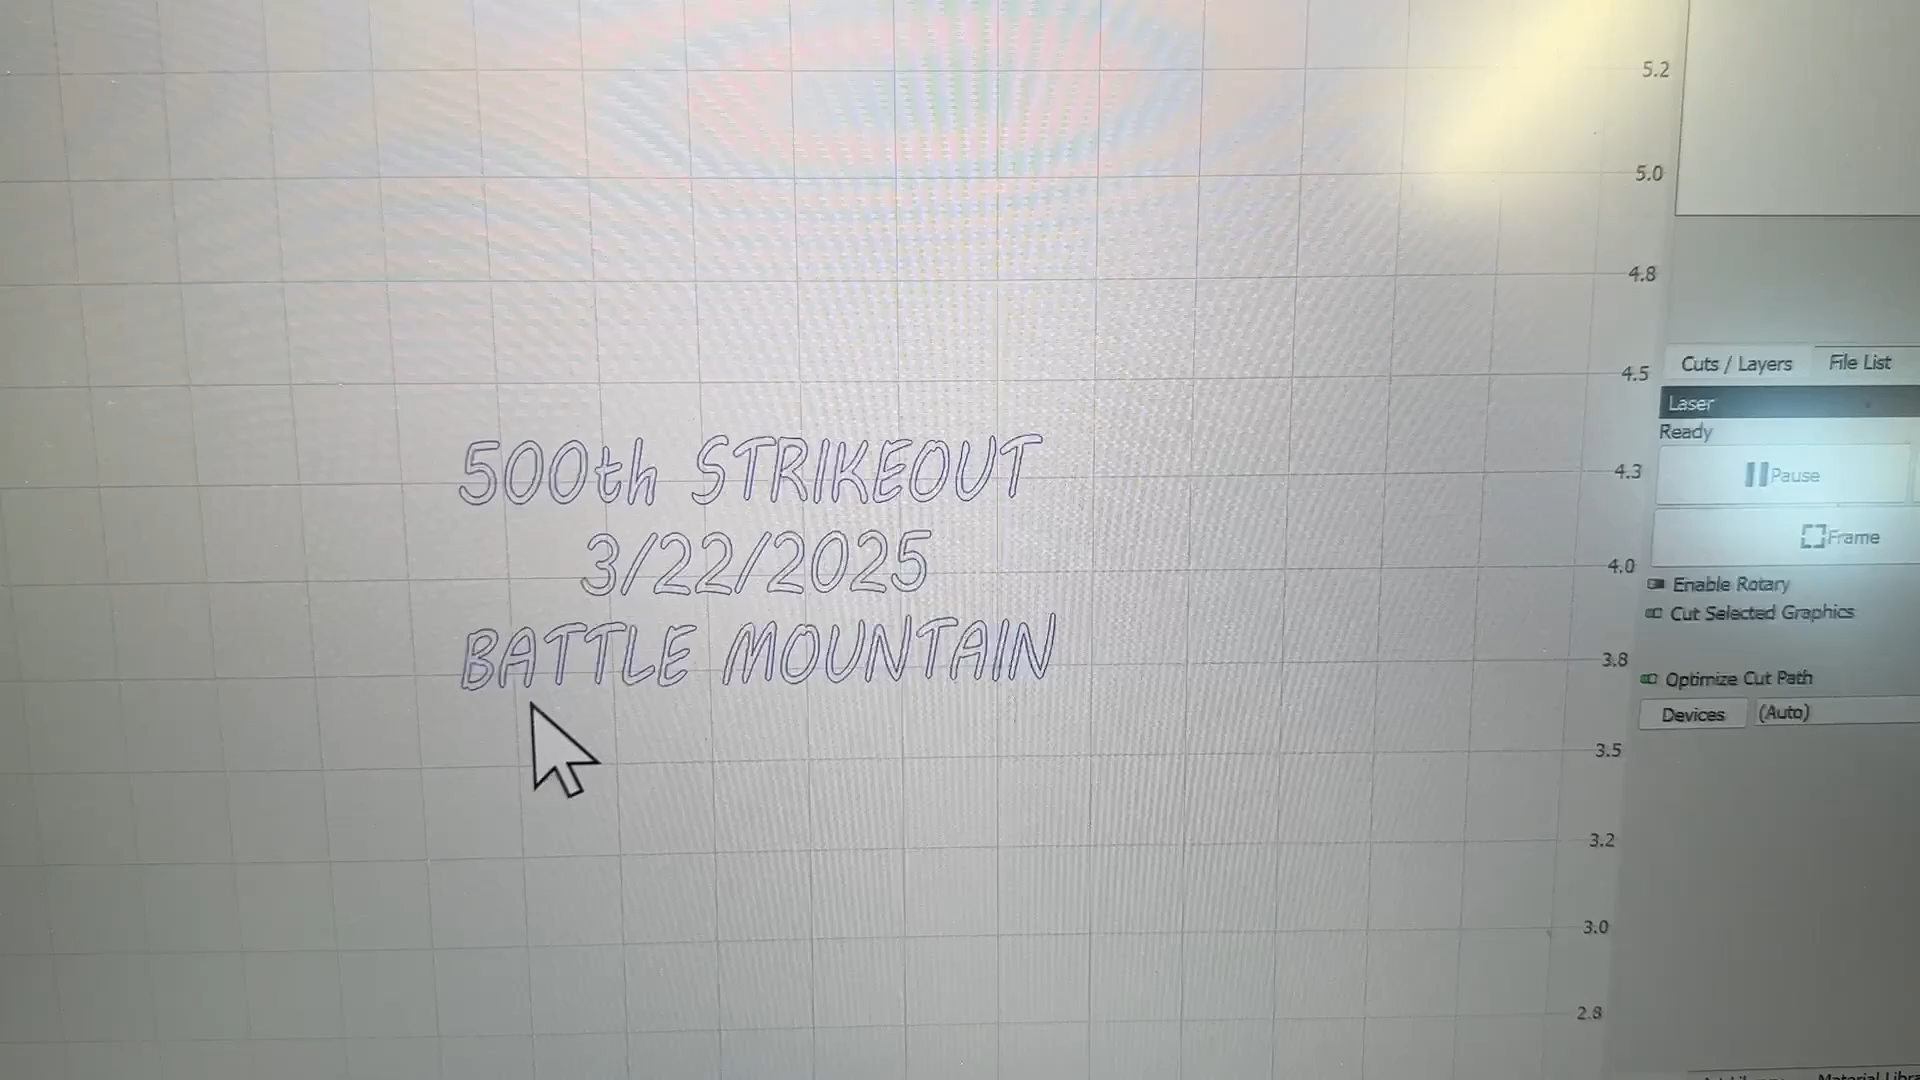 5.2
5.0
4.8
4.5
4.3
4.0
3.8
3.5
3.2
3.0
2.8
500th STRIKEOUT
3/22/2025
BATTLE MOUNTAIN
Cuts / Layers File List
Laser
Ready
Pause
Frame
Enable Rotary
Cut Selected Graphics
Optimize Cut Path
Devices (Auto)